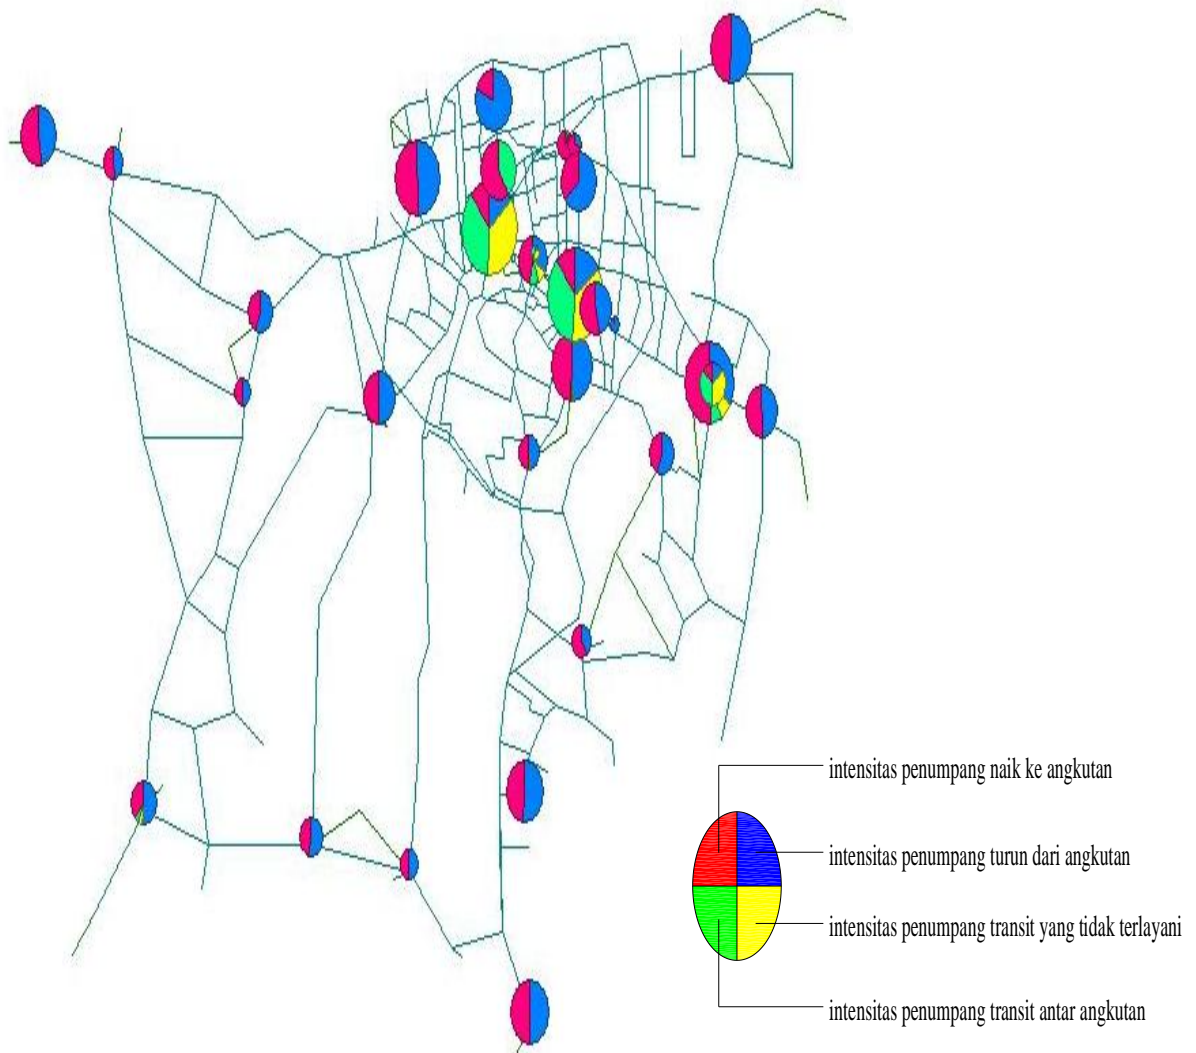 intensitas penumpang naik ke angkutan
intensitas penumpang turun dari angkutan
intensitas penumpang transit yang tidak terlayani
intensitas penumpang transit antar angkutan